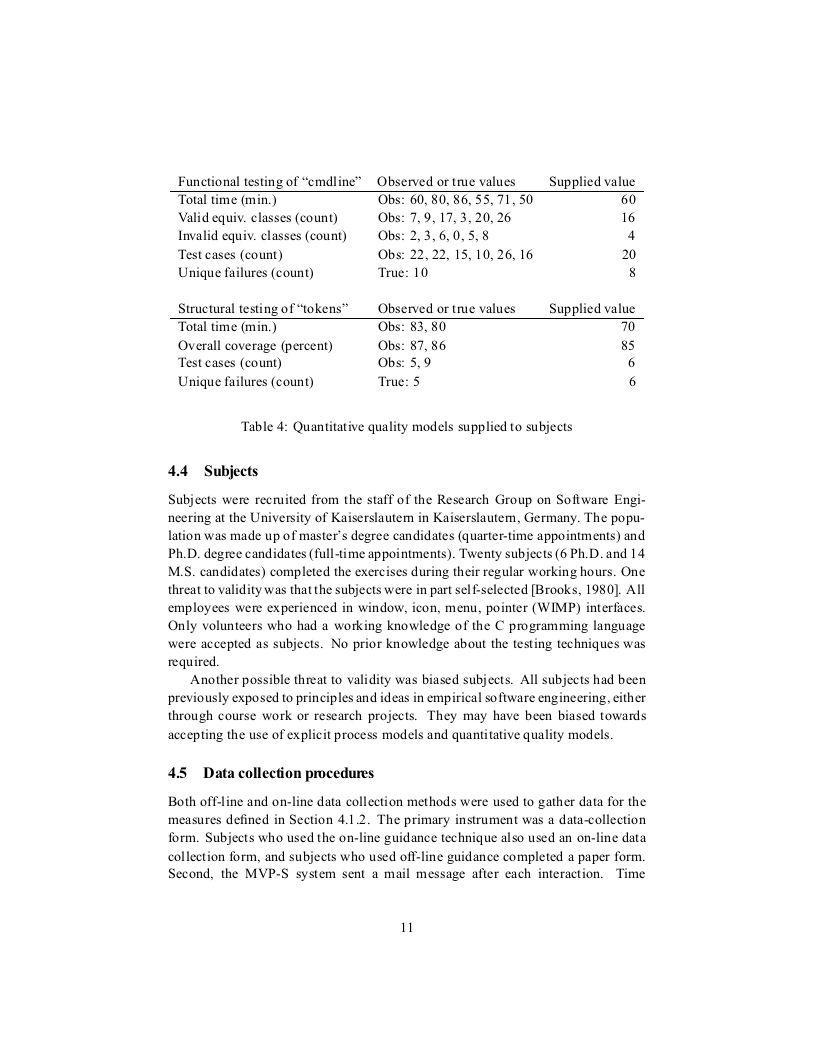 Functional testing of “cmdline” Observed or true values Supplied value
Total time (min.) Obs: 60, 80, 86, 55, 71, 50 60
Valid equiv. classes (count) Obs: 7, 9, 17, 3, 20, 26 16
Invalid equiv. classes (count) Obs: 2, 3, 6, 0, 5, 8 4
Test cases (count) Obs: 22, 22, 15, 10, 26, 16 20
Unique failures (count) True: 10 8
Structural testing of “tokens” Observed or true values Supplied value
Total time (min.) Obs: 83, 80 70
Overall coverage (percent) Obs: 87, 86 85
Test cases (count) Obs: 5, 9 6
Unique failures (count) True: 5 6
Table 4: Quantitative quality models supplied to subjects
4.4 Subjects
Subjects were recruited from the staff of the Research Group on Software Engi-
neering at the University of Kaiserslautern in Kaiserslautern, Germany. The popu-
lation was made up of master’s degree candidates (quarter-time appointments) and
Ph.D. degree candidates (full-time appointments). Twenty subjects (6 Ph.D. and 14
M.S. candidates) completed the exercises during their regular working hours. One
threat to validity was that the subjects were in part self-selected [Brooks, 1980]. All
employees were experienced in window, icon, menu, pointer (WIMP) interfaces.
Only volunteers who had a working knowledge of the C programming language
were accepted as subjects. No prior knowledge about the testing techniques was
required.
Another possible threat to validity was biased subjects. All subjects had been
previously exposed to principles and ideas in empirical software engineering, either
through course work or research projects. They may have been biased towards
accepting the use of explicit process models and quantitative quality models.
4.5 Data collection procedures
Both off-line and on-line data collection methods were used to gather data for the
measures defined in Section 4.1.2. The primary instrument was a data-collection
form. Subjects who used the on-line guidance technique also used an on-line data
collection form, and subjects who used off-line guidance completed a paper form.
Second, the MVP-S system sent a mail message after each interaction. Time
11